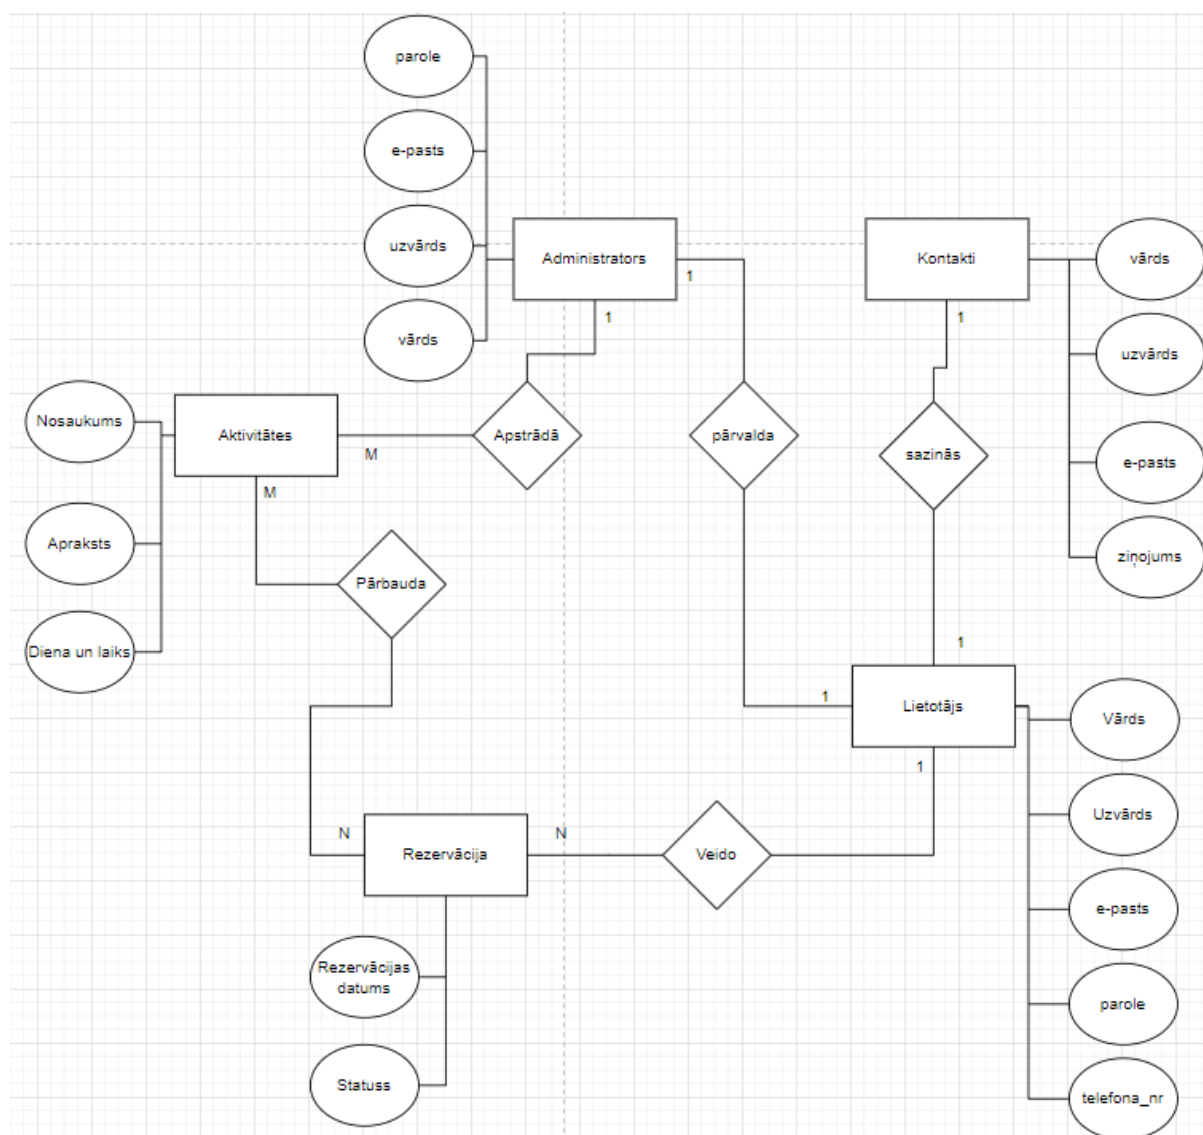 parole
e-pasts
uzvārds
vārds
Administrators
1
1
Kontakti
1
vārds
uzvārds
e-pasts
ziņojums
Nosaukums
Apraksts
Diena un laiks
Aktivitātes
M
M
Apstrādā
pārvalda
sazinās
Pārbauda
1
1
Lietotājs
1
Vārds
Uzvārds
e-pasts
parole
telefona_nr
N
Rezervācija
N
Veido
Rezervācijas
datums
Statuss